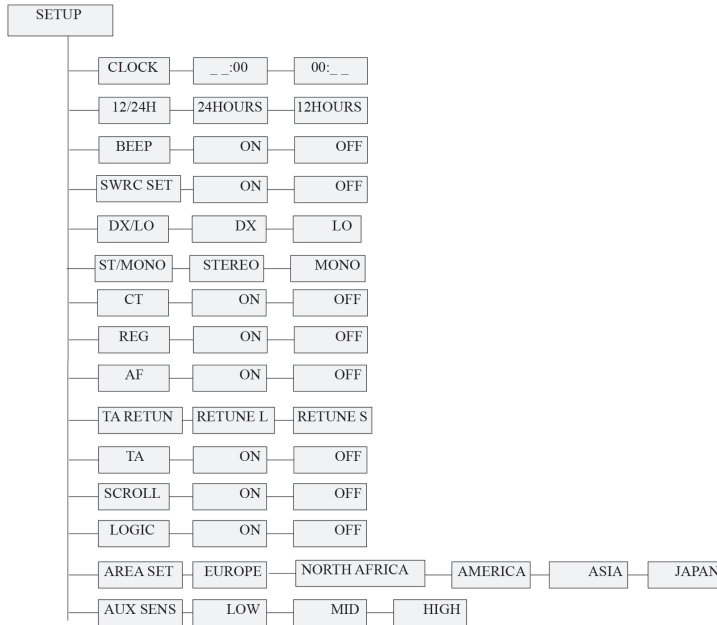 SETUP
CLOCK _ _:00 00:_ _
12/24H 24HOURS 12HOURS
BEEP ON OFF
SWRC SET ON OFF
DX/LO DX LO
ST/MONO STEREO MONO
CT ON OFF
REG ON OFF
AF ON OFF
TA RETUN RETUNE L RETUNE S
TA ON OFF
SCROLL ON OFF
LOGIC ON OFF
AREA SET EUROPE NORTH AFRICA AMERICA ASIA JAPAN
AUX SENS LOW MID HIGH